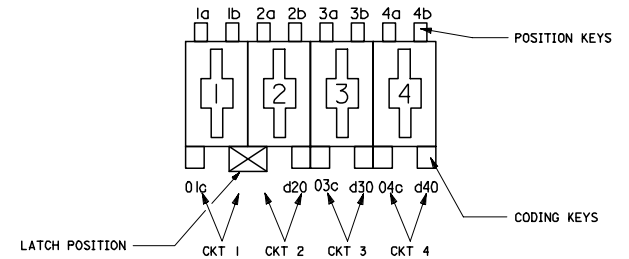 1a 1b 2a 2b 3a 3b 4a 4b
POSITION KEYS
1 2 3 4
01c d20 03c d30 04c d40
CODING KEYS
LATCH POSITION
CKT 1 CKT 2 CKT 3 CKT 4